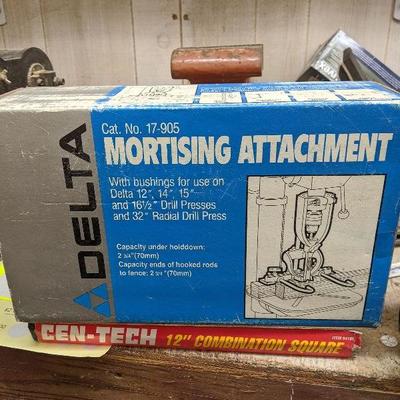 DELTA
Cat. No. 17-905
MORTISING ATTACHMENT
With bushings for use on
Delta 12", 14", 15"
and 16½" Drill Presses
and 32" Radial Drill Press
Capacity under holddown:
2 3/4"(70mm)
Capacity ends of hooked rods
to fence: 2 3/4"(70mm)
CEN-TECH 12" COMBINATION SQUARE